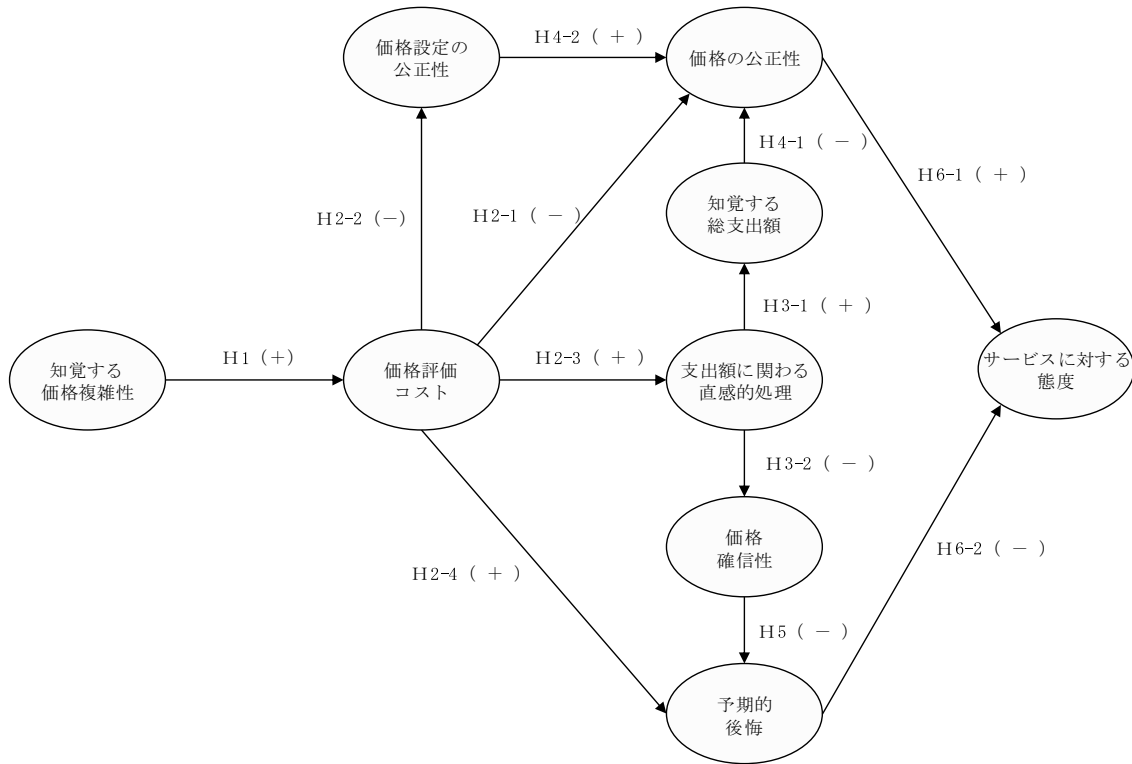 価格設定の
公正性
H4-2（+）
価格の公正性
H4-1（－）
H6-1（+）
知覚する
総支出額
H2-2（－）
H2-1（－）
H3-1（+）
知覚する
価格複雑性
H1（+）
価格評価
コスト
H2-3（+）
支出額に関わる
直感的処理
サービスに対する
態度
H3-2（－）
価格
確信性
H2-4（+）
H6-2（－）
H5（－）
予期的
後悔